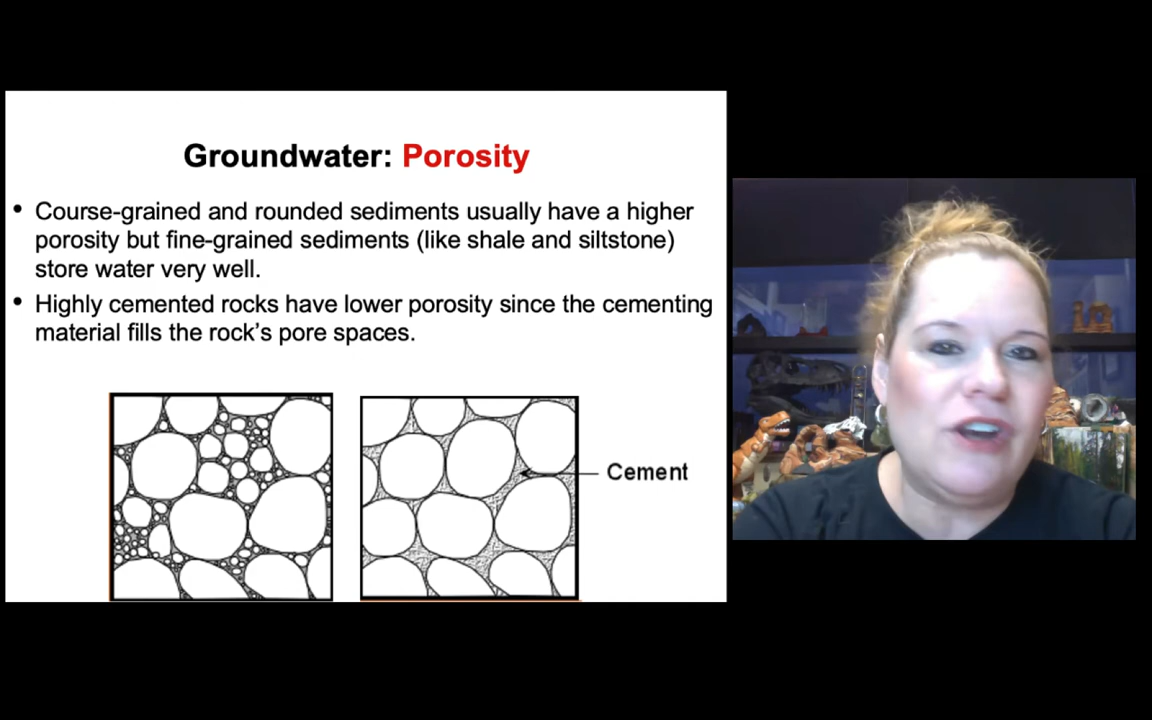 Groundwater: Porosity
• Course-grained and rounded sediments usually have a higher
porosity but fine-grained sediments (like shale and siltstone)
store water very well.
• Highly cemented rocks have lower porosity since the cementing
material fills the rock's pore spaces.
Cement